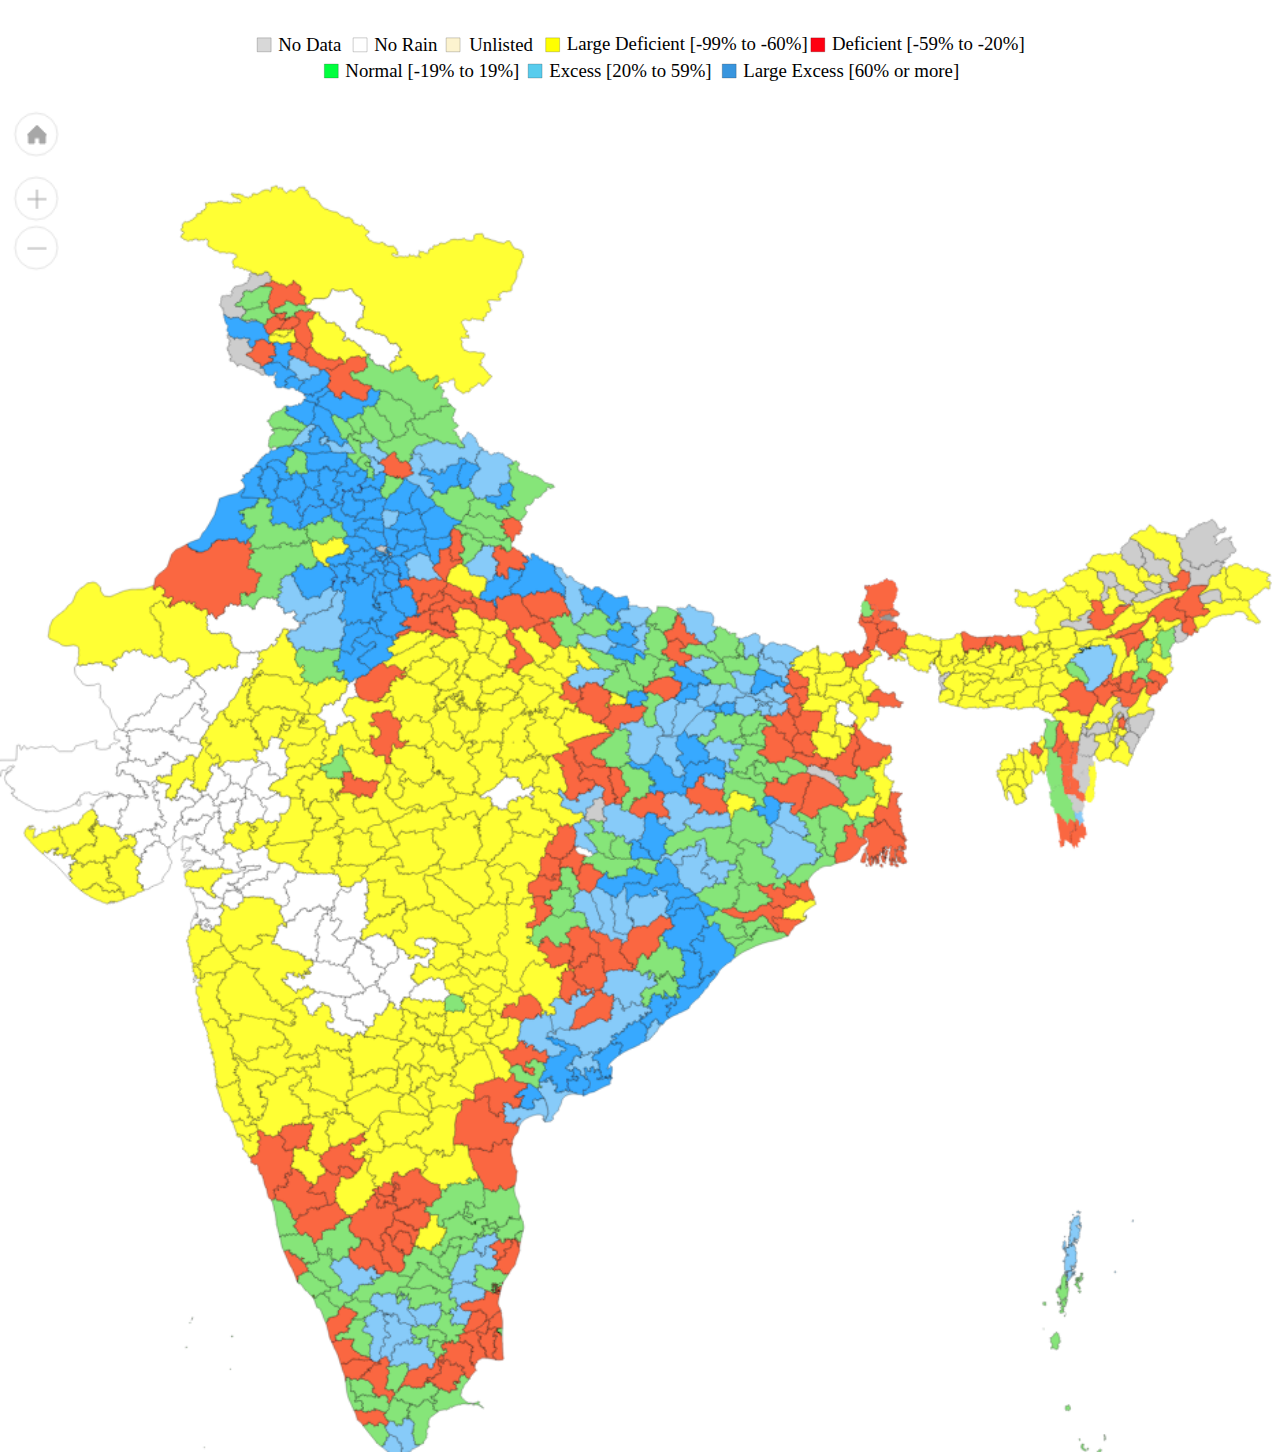 No Data No Rain Unlisted Large Deficient [-99% to -60%] Deficient [-59% to -20%]
Normal [-19% to 19%] Excess [20% to 59%] Large Excess [60% or more]